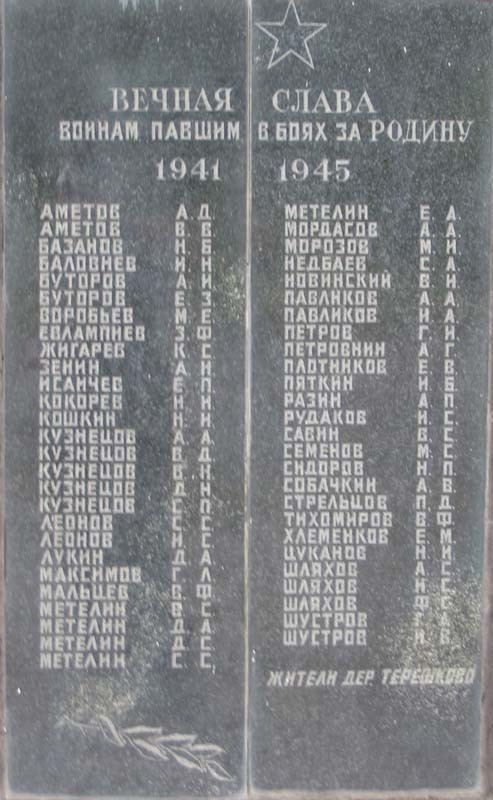 ВЕЧНАЯ СЛАВА
ВОИНАМ ПАВШИМ В БОЯХ ЗА РОДИНУ
1941 1945
АМЕТОВ А. Д.
АМЕТОВ В. В.
БАЗАНОВ Н. Б.
БАЛОВНЕВ И. Н.
БУТОРОВ А. И.
БУТОРОВ Е. З.
ВОРОБЬЕВ М. Е.
ЕВЛАМПИЕВ З. Ф.
ЖИГАРЕВ К. С.
ЗЕНИН А. И.
ИСАИЧЕВ Е. П.
КОКОРЕВ Н. И.
КОШКИН Н. И.
КУЗНЕЦОВ А. А.
КУЗНЕЦОВ В. Д.
КУЗНЕЦОВ В. Н.
КУЗНЕЦОВ Д. Н.
КУЗНЕЦОВ С. П.
ЛЕОНОВ С. С.
ЛЕОНОВ И. С.
ЛУКИН Д. А.
МАКСИМОВ Г. Л.
МАЛЬЦЕВ В. Ф.
МЕТЕЛИН В. С.
МЕТЕЛИН Д. А.
МЕТЕЛИН Д. С.
МЕТЕЛИН С. С.
МЕТЕЛИН Е. А.
МОРДАСОВ А. А.
МОРОЗОВ М. И.
НЕДБАЕВ С. А.
НОВИНСКИЙ В. И.
ПАВЛИКОВ А. А.
ПАВЛИКОВ И. А.
ПЕТРОВ Г. И.
ПЕТРОВНИН А. Г.
ПЛОТНИКОВ Е. В.
ПЯТКИН И. Б.
РАЗИН А. П.
РУДАКОВ И. С.
САВИН В. С.
СЕМЕНОВ М. С.
СИДОРОВ Н. П.
СОБАЧКИН А. В.
СТРЕЛЬЦОВ П. Д.
ТИХОМИРОВ В. Ф.
ХЛЕМЕНКОВ Е. М.
ЦУКАНОВ Н. И.
ШЛЯХОВ А. С.
ШЛЯХОВ И. С.
ШЛЯХОВ Ф. С.
ШУСТРОВ А.
ШУСТРОВ В.
ЖИТЕЛИ ДЕР. ТЕРЕШКОВО